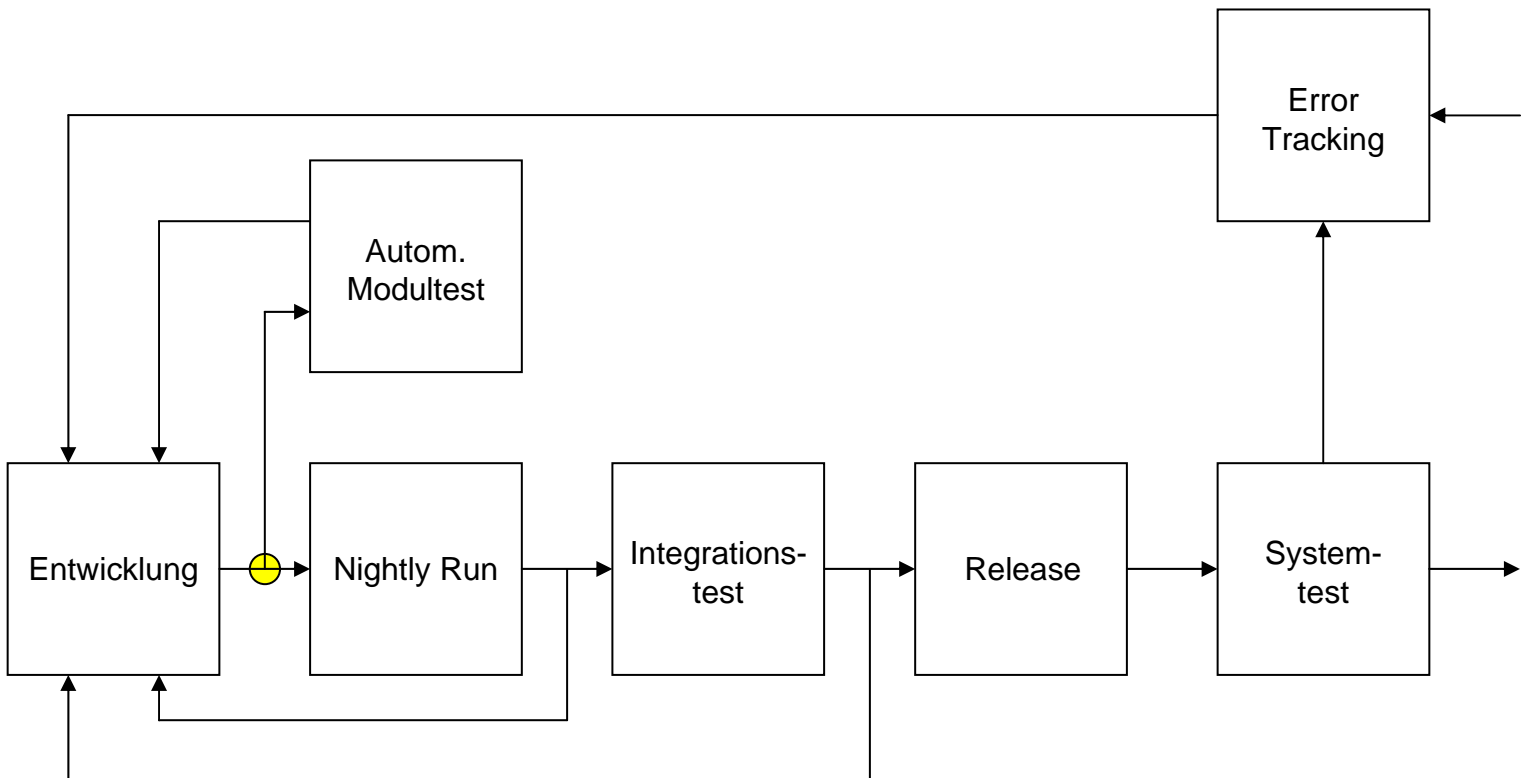 Error
Tracking
Autom.
Modultest
Entwicklung
Nightly Run
Integrations-
test
Release
System-
test